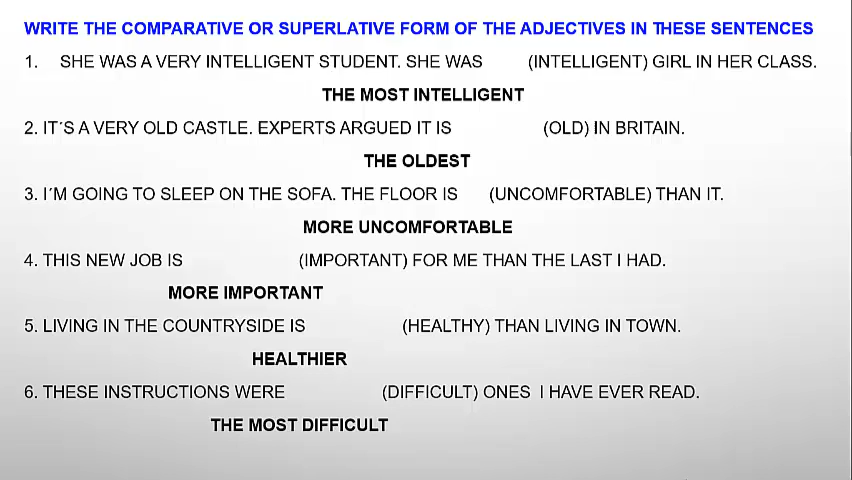 WRITE THE COMPARATIVE OR SUPERLATIVE FORM OF THE ADJECTIVES IN THESE SENTENCES
1. SHE WAS A VERY INTELLIGENT STUDENT. SHE WAS (INTELLIGENT) GIRL IN HER CLASS.
THE MOST INTELLIGENT
2. IT´S A VERY OLD CASTLE. EXPERTS ARGUED IT IS (OLD) IN BRITAIN.
THE OLDEST
3. I´M GOING TO SLEEP ON THE SOFA. THE FLOOR IS (UNCOMFORTABLE) THAN IT.
MORE UNCOMFORTABLE
4. THIS NEW JOB IS (IMPORTANT) FOR ME THAN THE LAST I HAD.
MORE IMPORTANT
5. LIVING IN THE COUNTRYSIDE IS (HEALTHY) THAN LIVING IN TOWN.
HEALTHIER
6. THESE INSTRUCTIONS WERE (DIFFICULT) ONES I HAVE EVER READ.
THE MOST DIFFICULT